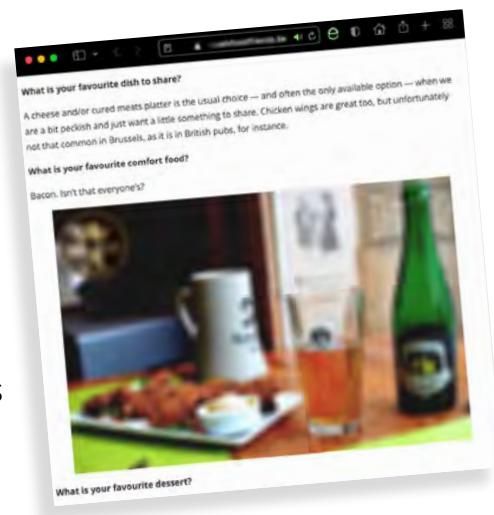 What is your favourite dish to share?
A cheese and/or cured meats platter is the usual choice — and often the only available option — when we
are a bit peckish and just want a little something to share. Chicken wings are great too, but unfortunately
not that common in Brussels, as it is in British pubs, for instance.
What is your favourite comfort food?
Bacon. Isn't that everyone's?
What is your favourite dessert?
s